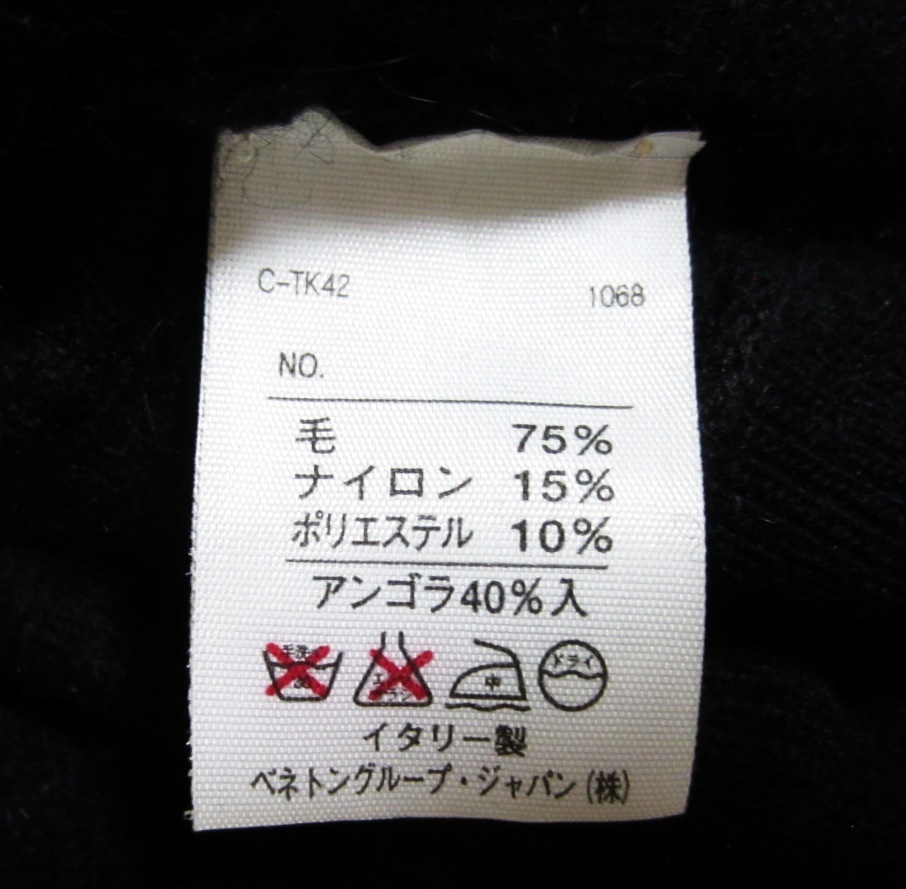 C-TK42 1068
NO.
毛 75%
ナイロン 15%
ポリエステル 10%
アンゴラ40%入
中 ドライ
イタリー製
ベネトングループ・ジャパン(株)